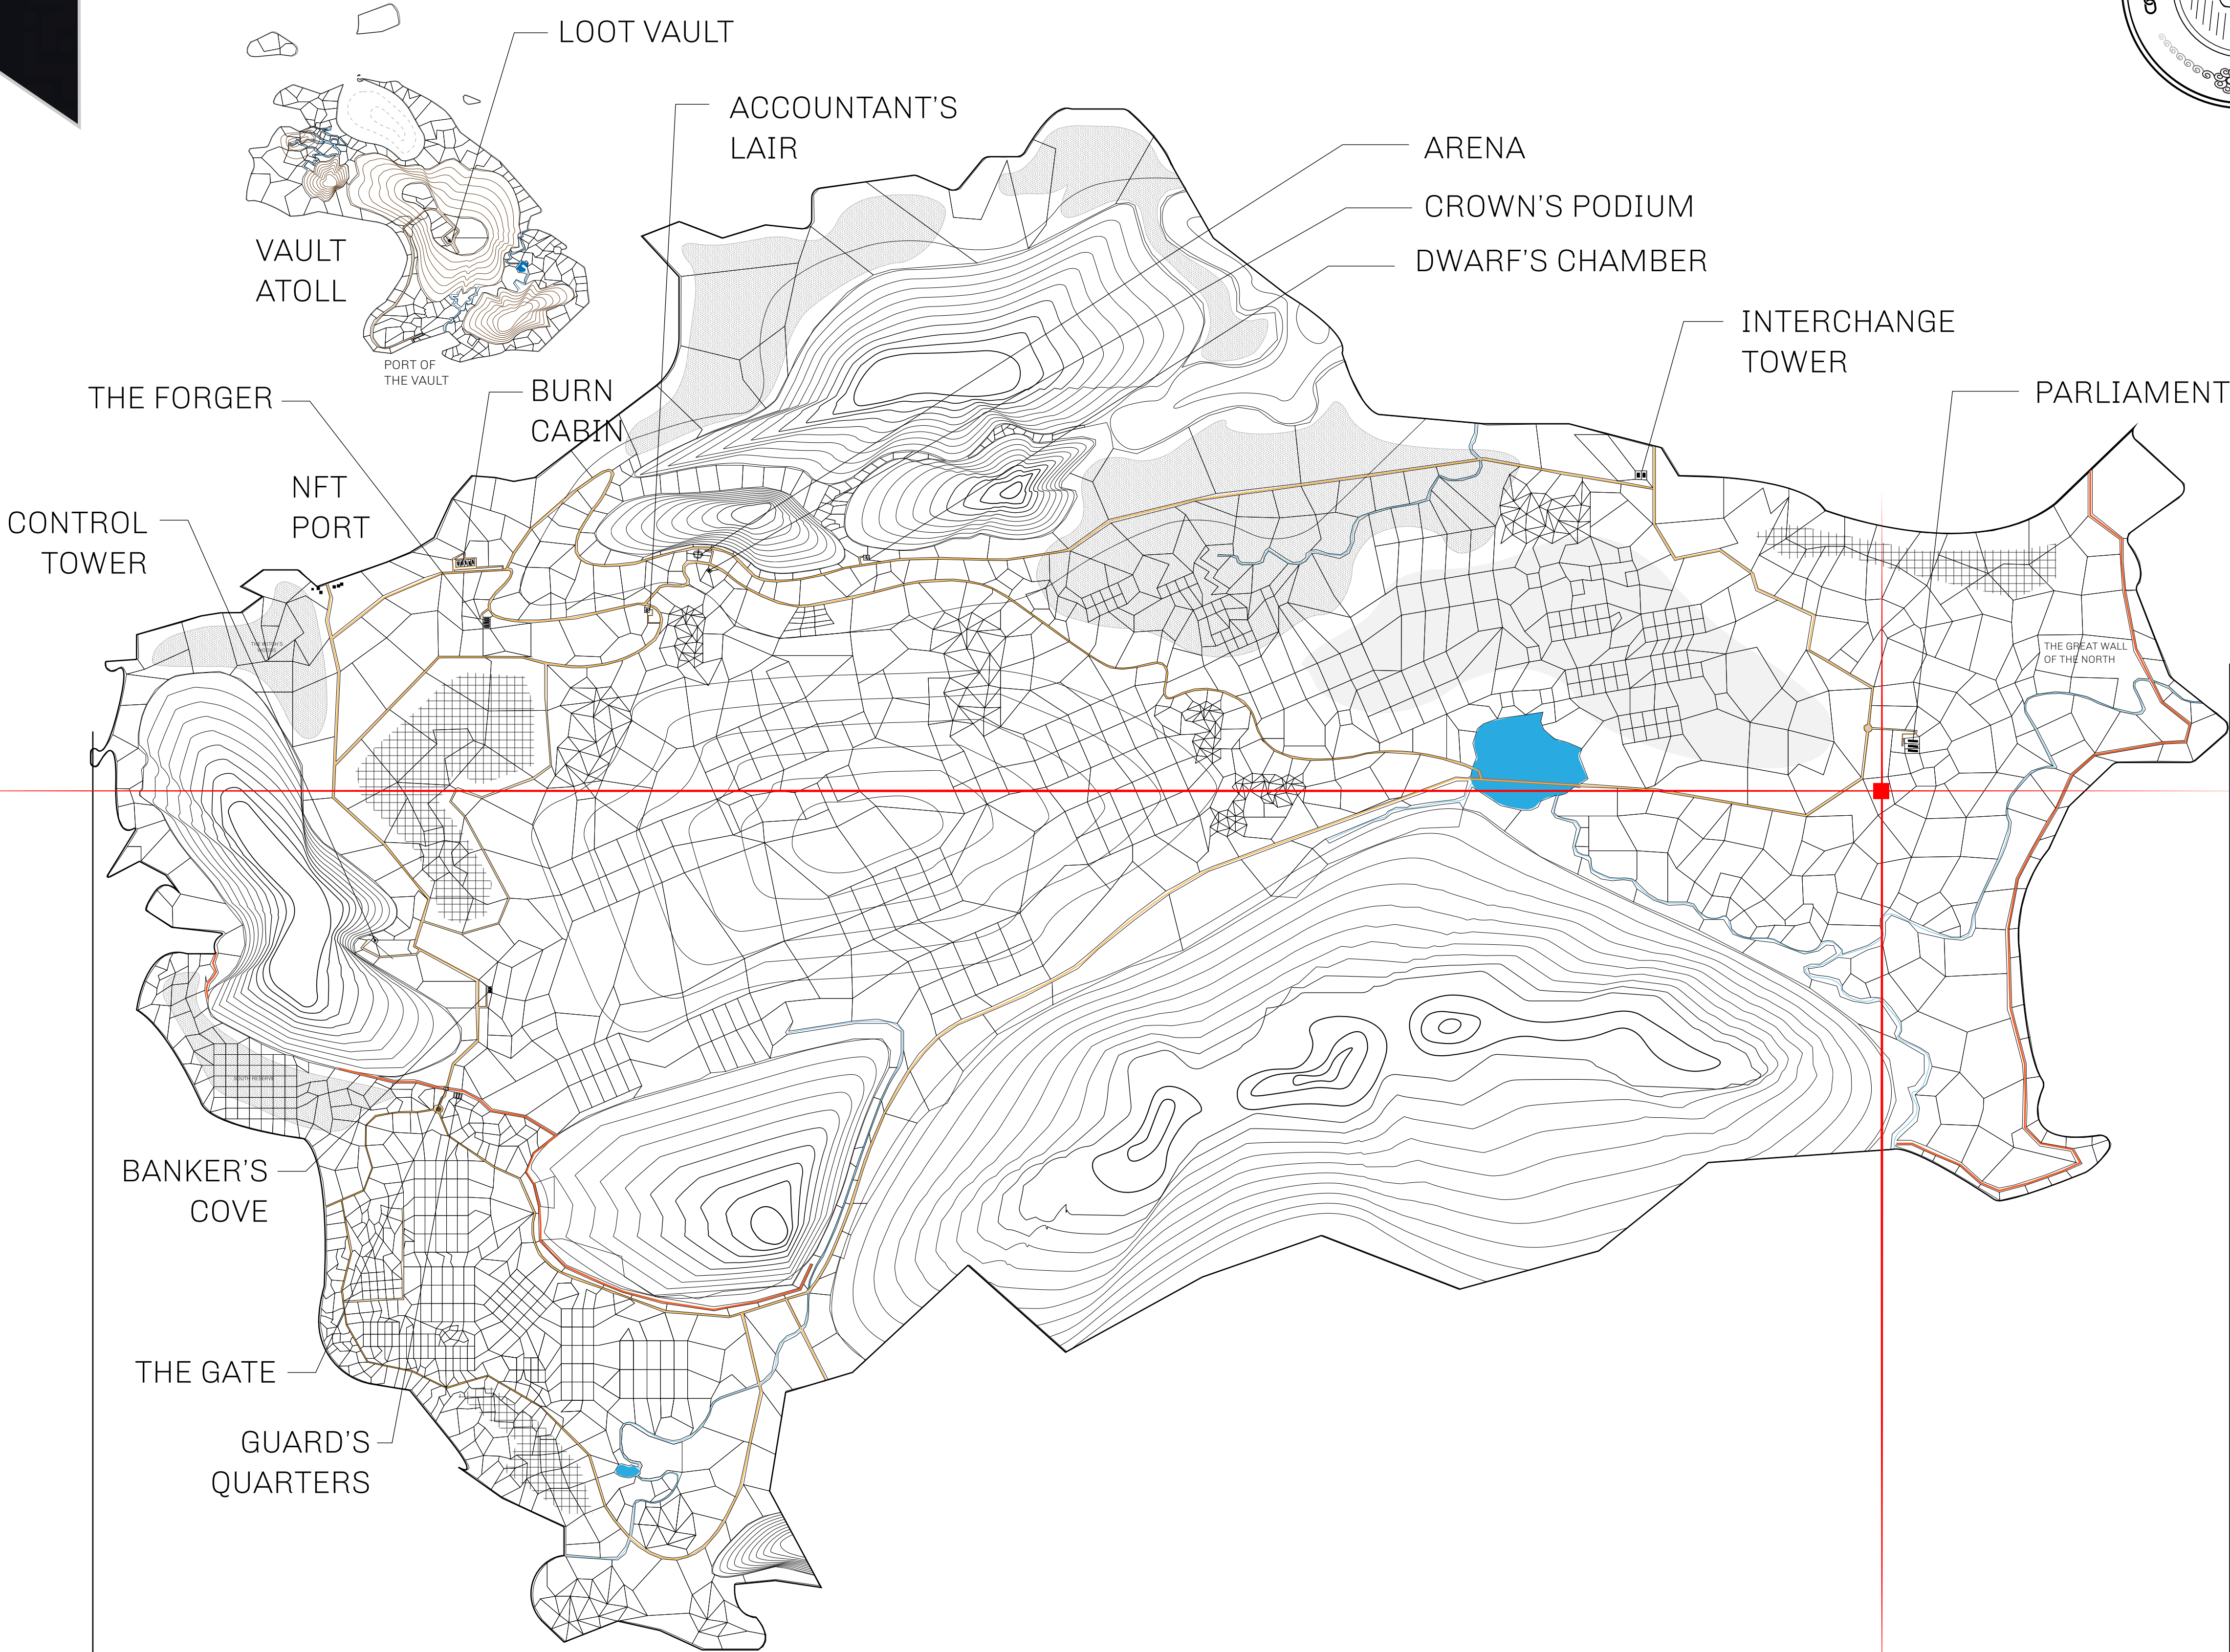 LOOT VAULT
ACCOUNTANT'S
LAIR
ARENA
CROWN'S PODIUM
DWARF'S CHAMBER
VAULT
ATOLL
INTERCHANGE
TOWER
PORT OF
THE VAULT
PARLIAMENT
THE FORGER
BURN
CABIN
NFT
PORT
CONTROL
TOWER
THE GREAT WALL
OF THE NORTH
SOUTH RESERVE
BANKER'S
COVE
THE GATE
GUARD'S
QUARTERS